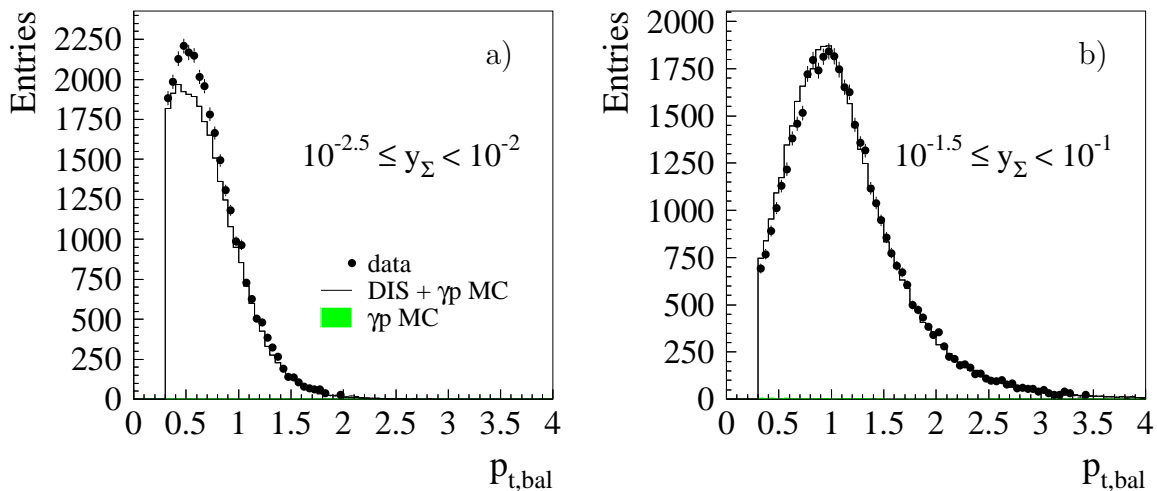 Entries
2250
2000
1750
1500
1250
1000
750
500
250
0
a)
10^-2.5 ≤ y_Σ < 10^-2
data
DIS + γp MC
γp MC
0 0.5 1 1.5 2 2.5 3 3.5 4
p_t,bal
Entries
2000
1750
1500
1250
1000
750
500
250
0
b)
10^-1.5 ≤ y_Σ < 10^-1
0 0.5 1 1.5 2 2.5 3 3.5 4
p_t,bal